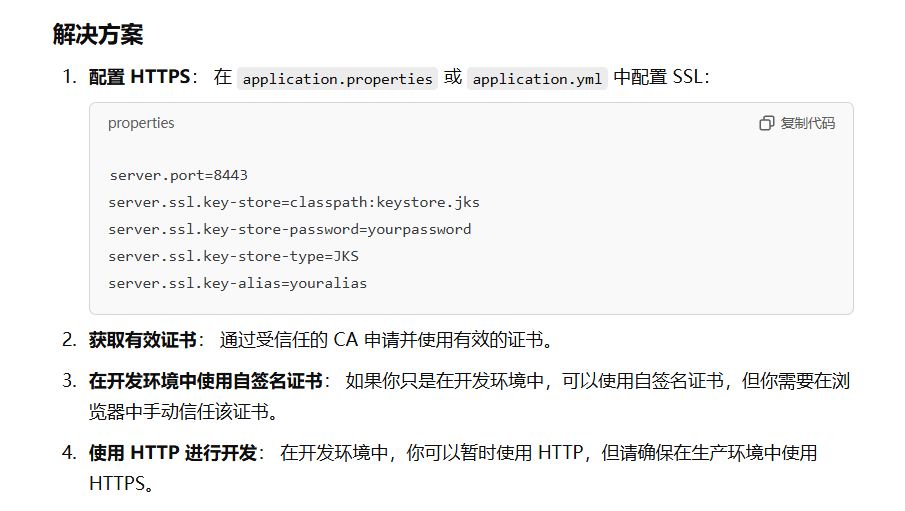 解决方案
1. 配置 HTTPS： 在 application.properties 或 application.yml 中配置 SSL：
properties
复制代码
server.port=8443
server.ssl.key-store=classpath:keystore.jks
server.ssl.key-store-password=yourpassword
server.ssl.key-store-type=JKS
server.ssl.key-alias=youralias
2. 获取有效证书： 通过受信任的 CA 申请并使用有效的证书。
3. 在开发环境中使用自签名证书： 如果你只是在开发环境中，可以使用自签名证书，但你需要在浏
览器中手动信任该证书。
4. 使用 HTTP 进行开发： 在开发环境中，你可以暂时使用 HTTP，但请确保在生产环境中使用
HTTPS。